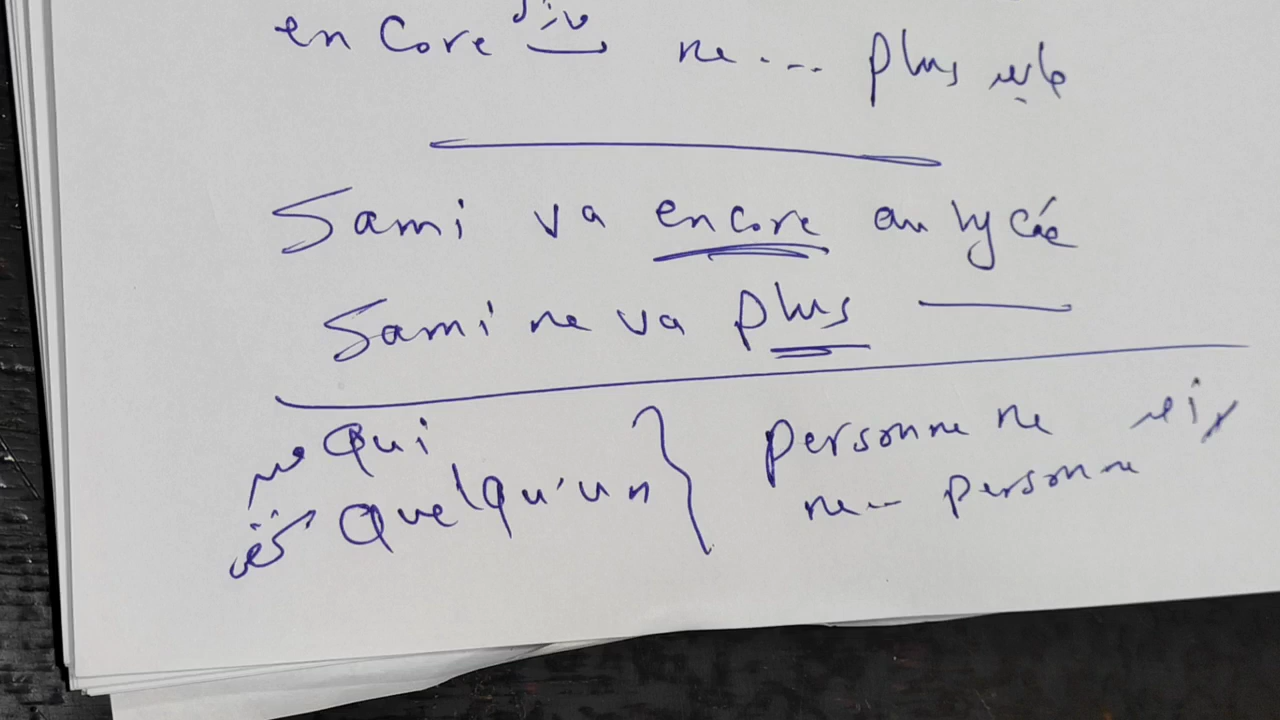 encore مازال ne... plus
Sami va encore au lycée
Sami ne va plus
Qui
Quelqu'un
personne ne
ne... personne